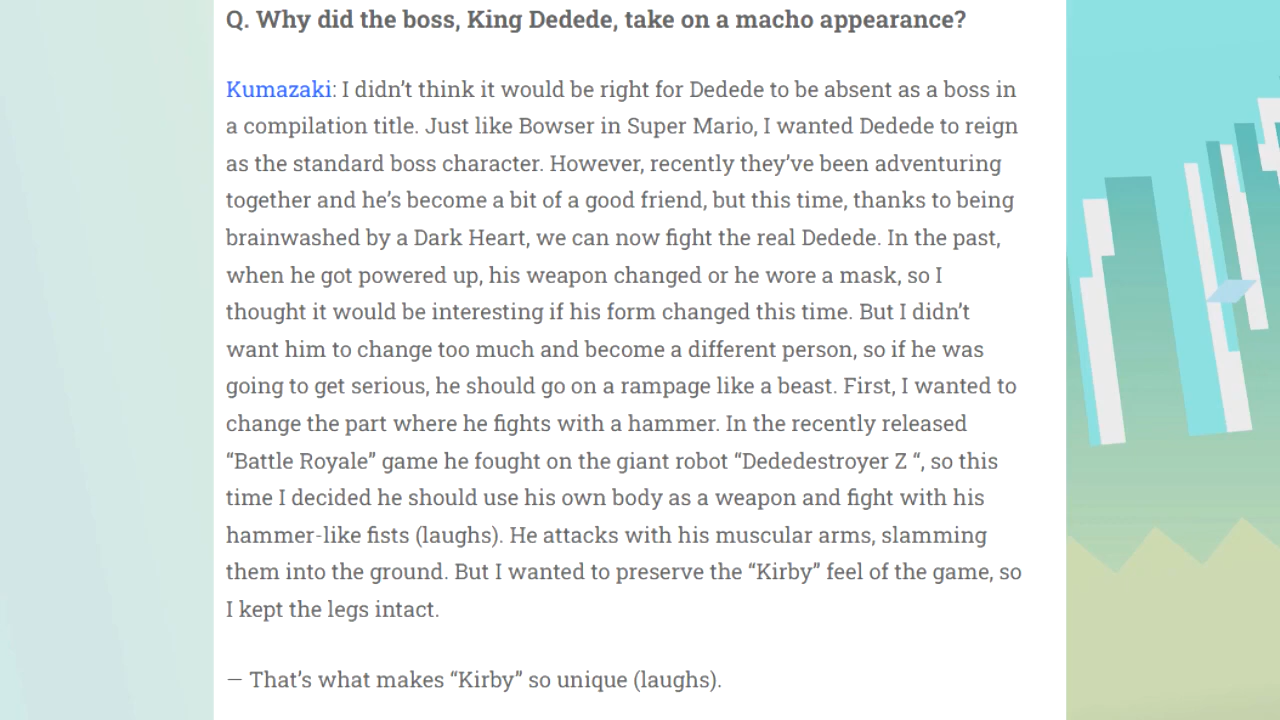 Q. Why did the boss, King Dedede, take on a macho appearance?
Kumazaki: I didn’t think it would be right for Dedede to be absent as a boss in
a compilation title. Just like Bowser in Super Mario, I wanted Dedede to reign
as the standard boss character. However, recently they’ve been adventuring
together and he’s become a bit of a good friend, but this time, thanks to being
brainwashed by a Dark Heart, we can now fight the real Dedede. In the past,
when he got powered up, his weapon changed or he wore a mask, so I
thought it would be interesting if his form changed this time. But I didn’t
want him to change too much and become a different person, so if he was
going to get serious, he should go on a rampage like a beast. First, I wanted to
change the part where he fights with a hammer. In the recently released
“Battle Royale” game he fought on the giant robot “Dededestroyer Z “, so this
time I decided he should use his own body as a weapon and fight with his
hammer-like fists (laughs). He attacks with his muscular arms, slamming
them into the ground. But I wanted to preserve the “Kirby” feel of the game, so
I kept the legs intact.
— That’s what makes “Kirby” so unique (laughs).